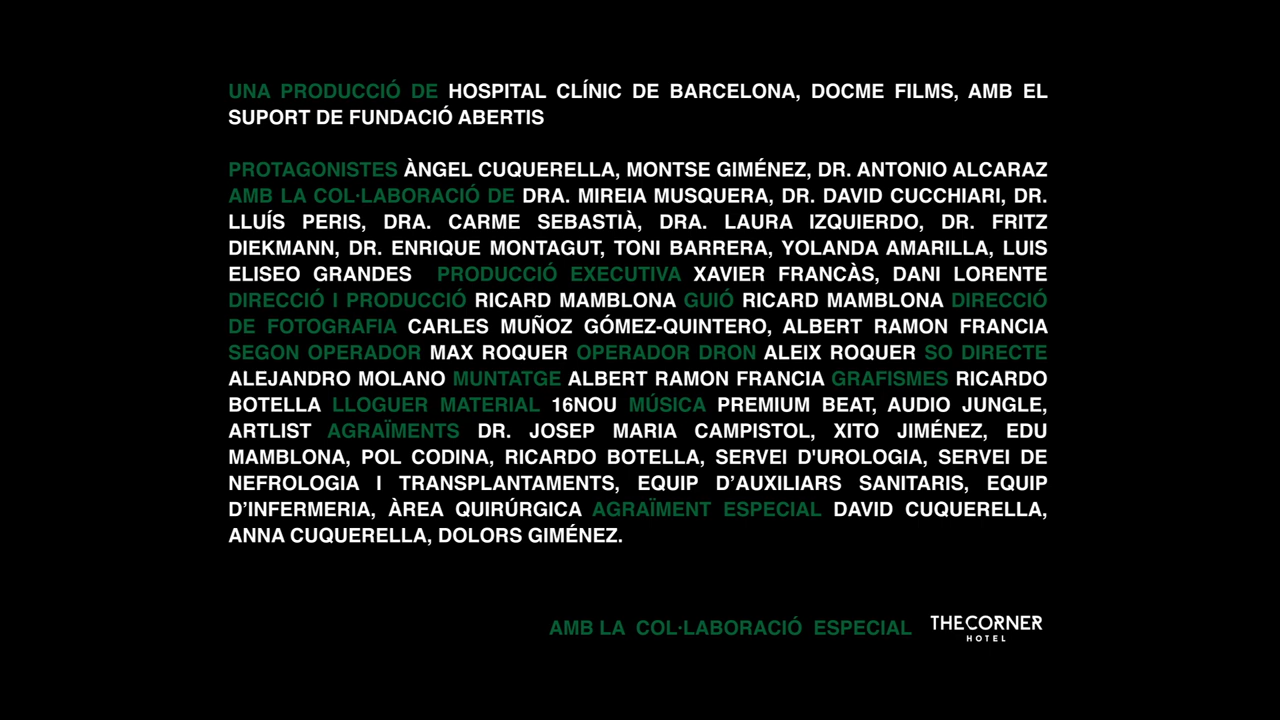 UNA PRODUCCIÓ DE HOSPITAL CLÍNIC DE BARCELONA, DOCME FILMS, AMB EL
SUPORT DE FUNDACIÓ ABERTIS
PROTAGONISTES ÀNGEL CUQUERELLA, MONTSE GIMÉNEZ, DR. ANTONIO ALCARAZ
AMB LA COL·LABORACIÓ DE DRA. MIREIA MUSQUERA, DR. DAVID CUCCHIARI, DR.
LLUÍS PERIS, DRA. CARME SEBASTIÀ, DRA. LAURA IZQUIERDO, DR. FRITZ
DIEKMANN, DR. ENRIQUE MONTAGUT, TONI BARRERA, YOLANDA AMARILLA, LUIS
ELISEO GRANDES PRODUCCIÓ EXECUTIVA XAVIER FRANCÀS, DANI LORENTE
DIRECCIÓ I PRODUCCIÓ RICARD MAMBLONA GUIÓ RICARD MAMBLONA DIRECCIÓ
DE FOTOGRAFIA CARLES MUÑOZ GÓMEZ-QUINTERO, ALBERT RAMON FRANCIA
SEGON OPERADOR MAX ROQUER OPERADOR DRON ALEIX ROQUER SO DIRECTE
ALEJANDRO MOLANO MUNTATGE ALBERT RAMON FRANCIA GRAFISMES RICARDO
BOTELLA LLOGUER MATERIAL 16NOU MÚSICA PREMIUM BEAT, AUDIO JUNGLE,
ARTLIST AGRAÏMENTS DR. JOSEP MARIA CAMPISTOL, XITO JIMÉNEZ, EDU
MAMBLONA, POL CODINA, RICARDO BOTELLA, SERVEI D'UROLOGIA, SERVEI DE
NEFROLOGIA I TRANSPLANTAMENTS, EQUIP D’AUXILIARS SANITARIS, EQUIP
D’INFERMERIA, ÀREA QUIRÚRGICA AGRAÏMENT ESPECIAL DAVID CUQUERELLA,
ANNA CUQUERELLA, DOLORS GIMÉNEZ.
AMB LA COL·LABORACIÓ ESPECIAL THE CORNER
HOTEL